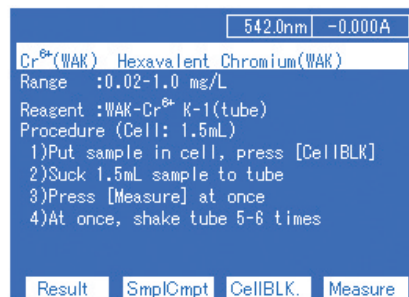 542.0nm -0.000A
Cr⁶⁺(WAK) Hexavalent Chromium(WAK)
Range :0.02-1.0 mg/L
Reagent :WAK-Cr⁶⁺ K-1(tube)
Procedure (Cell: 1.5mL)
1)Put sample in cell, press [CellBLK]
2)Suck 1.5mL sample to tube
3)Press [Measure] at once
4)At once, shake tube 5-6 times
Result SmplCmpt CellBLK. Measure